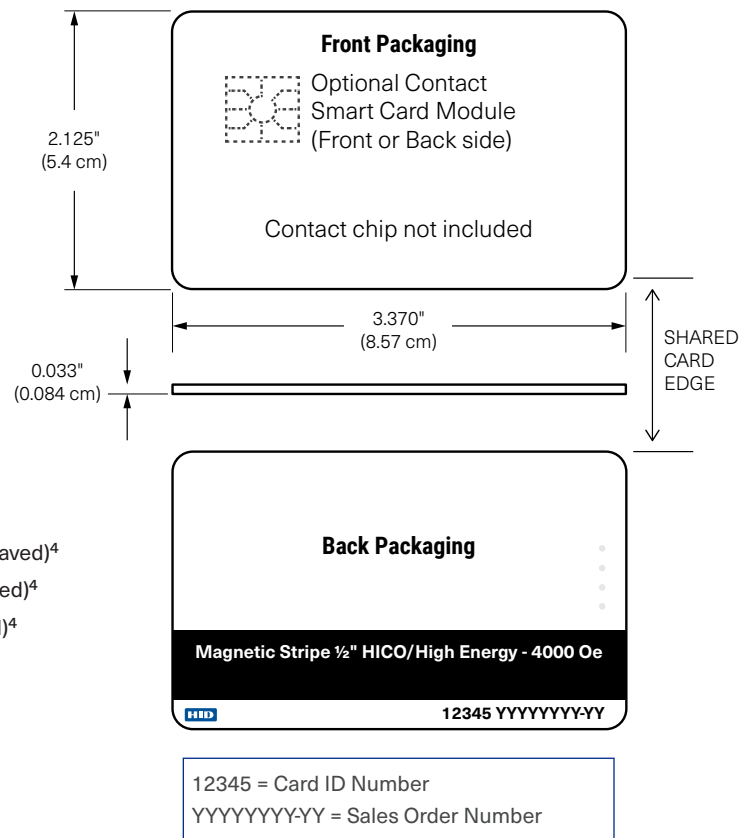 Front Packaging
Optional Contact
Smart Card Module
(Front or Back side)
2.125"
(5.4 cm)
Contact chip not included
3.370"
(8.57 cm)
SHARED
CARD
EDGE
0.033"
(0.084 cm)
aved)⁴
ed)⁴
)⁴
Back Packaging
Magnetic Stripe ½" HICO/High Energy - 4000 Oe
HID
12345 YYYYYYYY-YY
12345 = Card ID Number
YYYYYYYY-YY = Sales Order Number